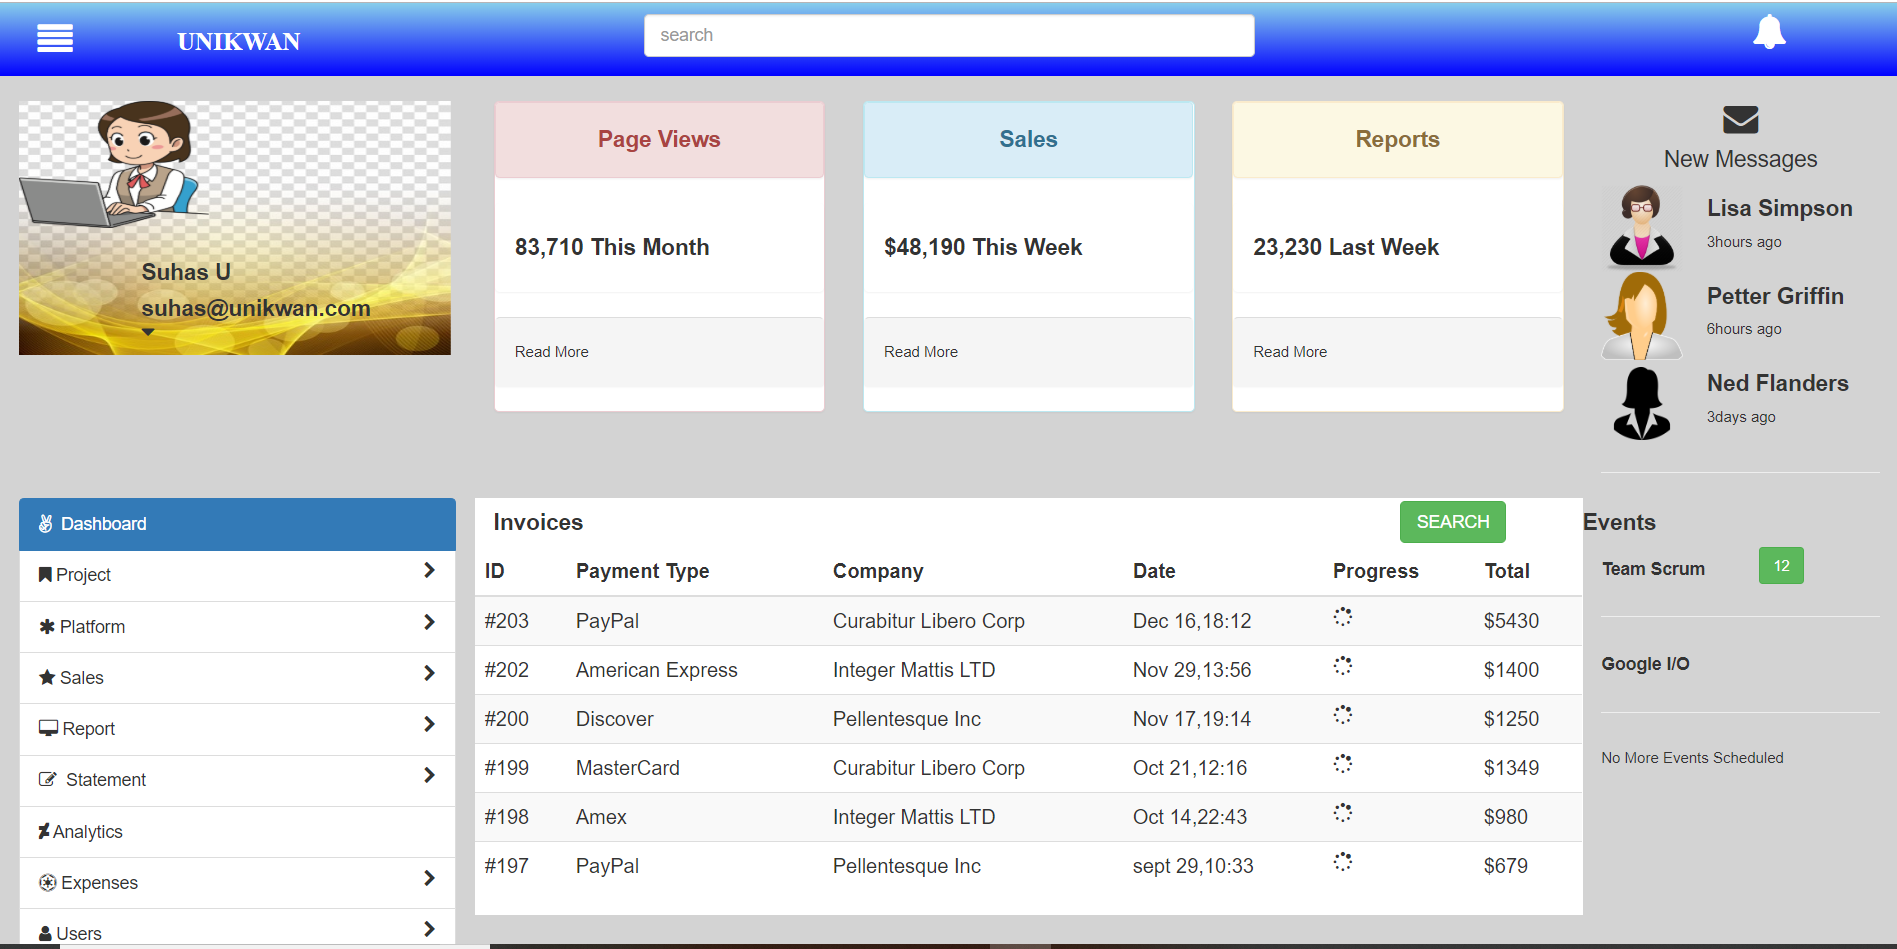 UNIKWAN
search
Suhas U
suhas@unikwan.com
Page Views
83,710 This Month
Read More
Sales
$48,190 This Week
Read More
Reports
23,230 Last Week
Read More
New Messages
Lisa Simpson
3hours ago
Petter Griffin
6hours ago
Ned Flanders
3days ago
Dashboard
Project
Platform
Sales
Report
Statement
Analytics
Expenses
Users
Invoices SEARCH
ID Payment Type Company Date Progress Total
#203 PayPal Curabitur Libero Corp Dec 16,18:12 $5430
#202 American Express Integer Mattis LTD Nov 29,13:56 $1400
#200 Discover Pellentesque Inc Nov 17,19:14 $1250
#199 MasterCard Curabitur Libero Corp Oct 21,12:16 $1349
#198 Amex Integer Mattis LTD Oct 14,22:43 $980
#197 PayPal Pellentesque Inc sept 29,10:33 $679
Events
Team Scrum 12
Google I/O
No More Events Scheduled